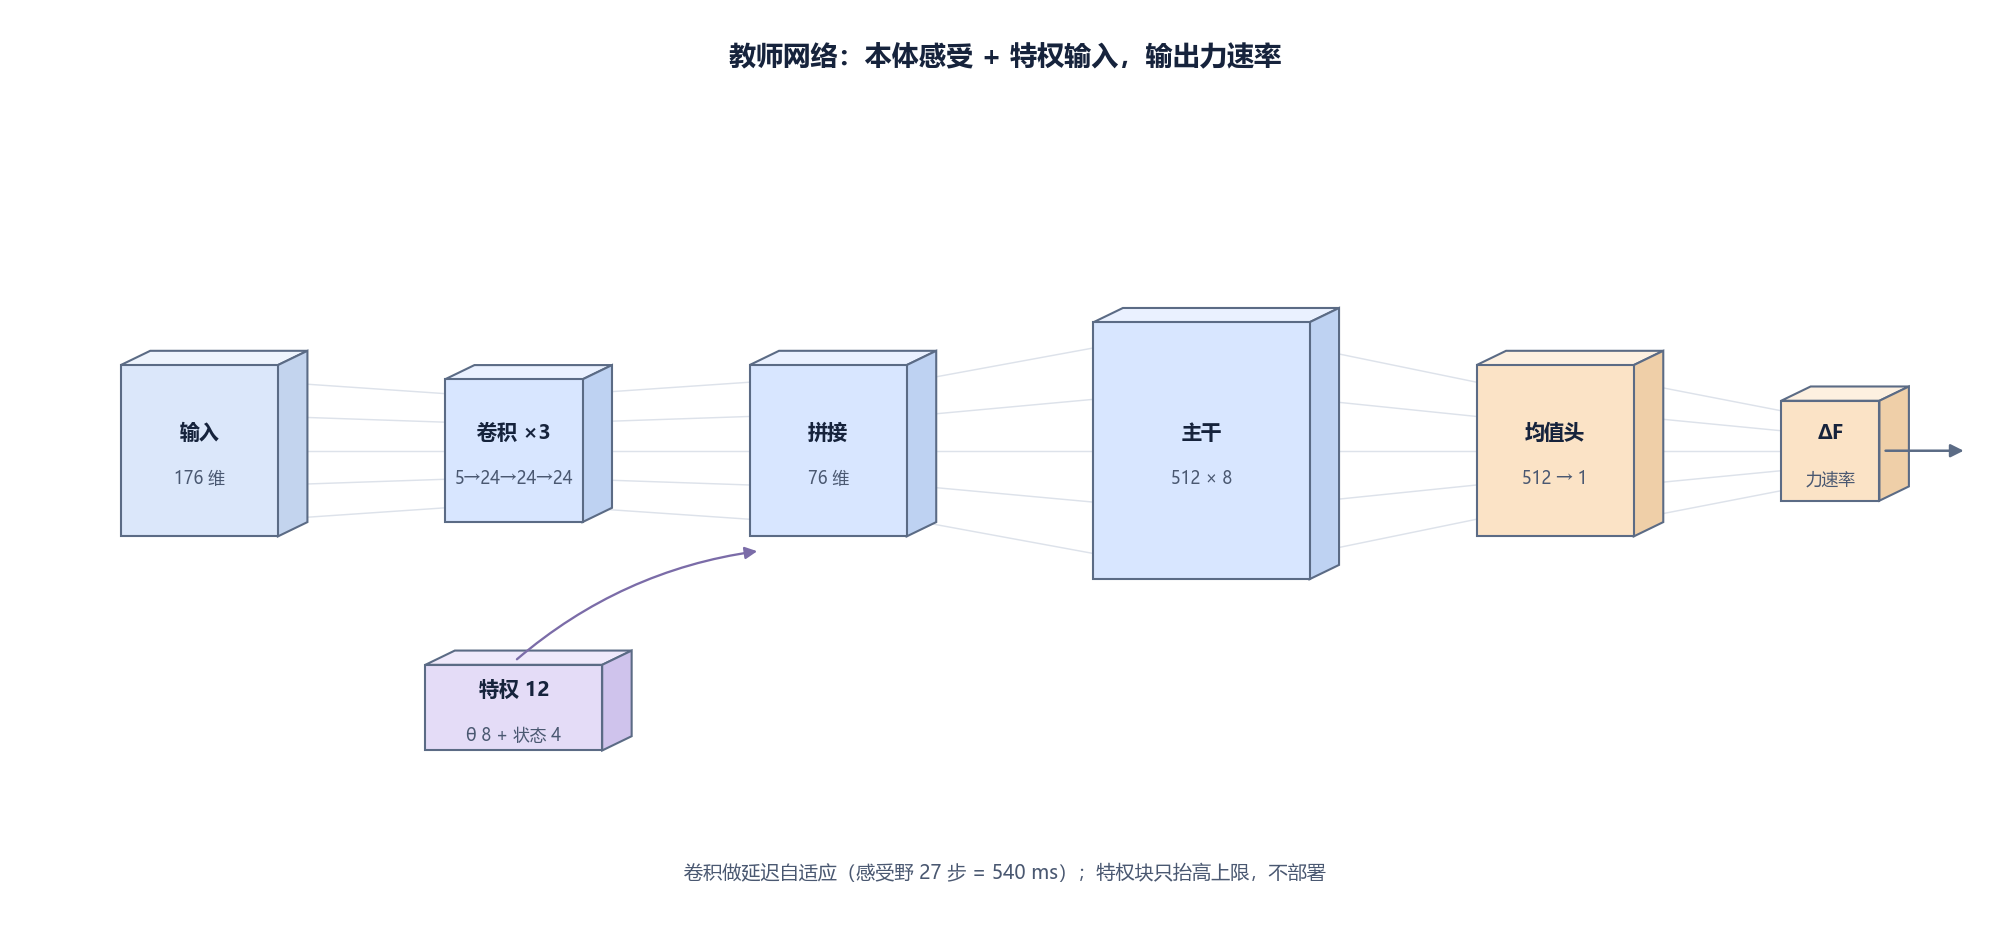 教师网络：本体感受 + 特权输入，输出力速率
输入
176 维
卷积 ×3
5→24→24→24
拼接
76 维
主干
512 × 8
均值头
512 → 1
ΔF
力速率
特权 12
θ 8 + 状态 4
卷积做延迟自适应（感受野 27 步 = 540 ms）；特权块只抬高上限，不部署